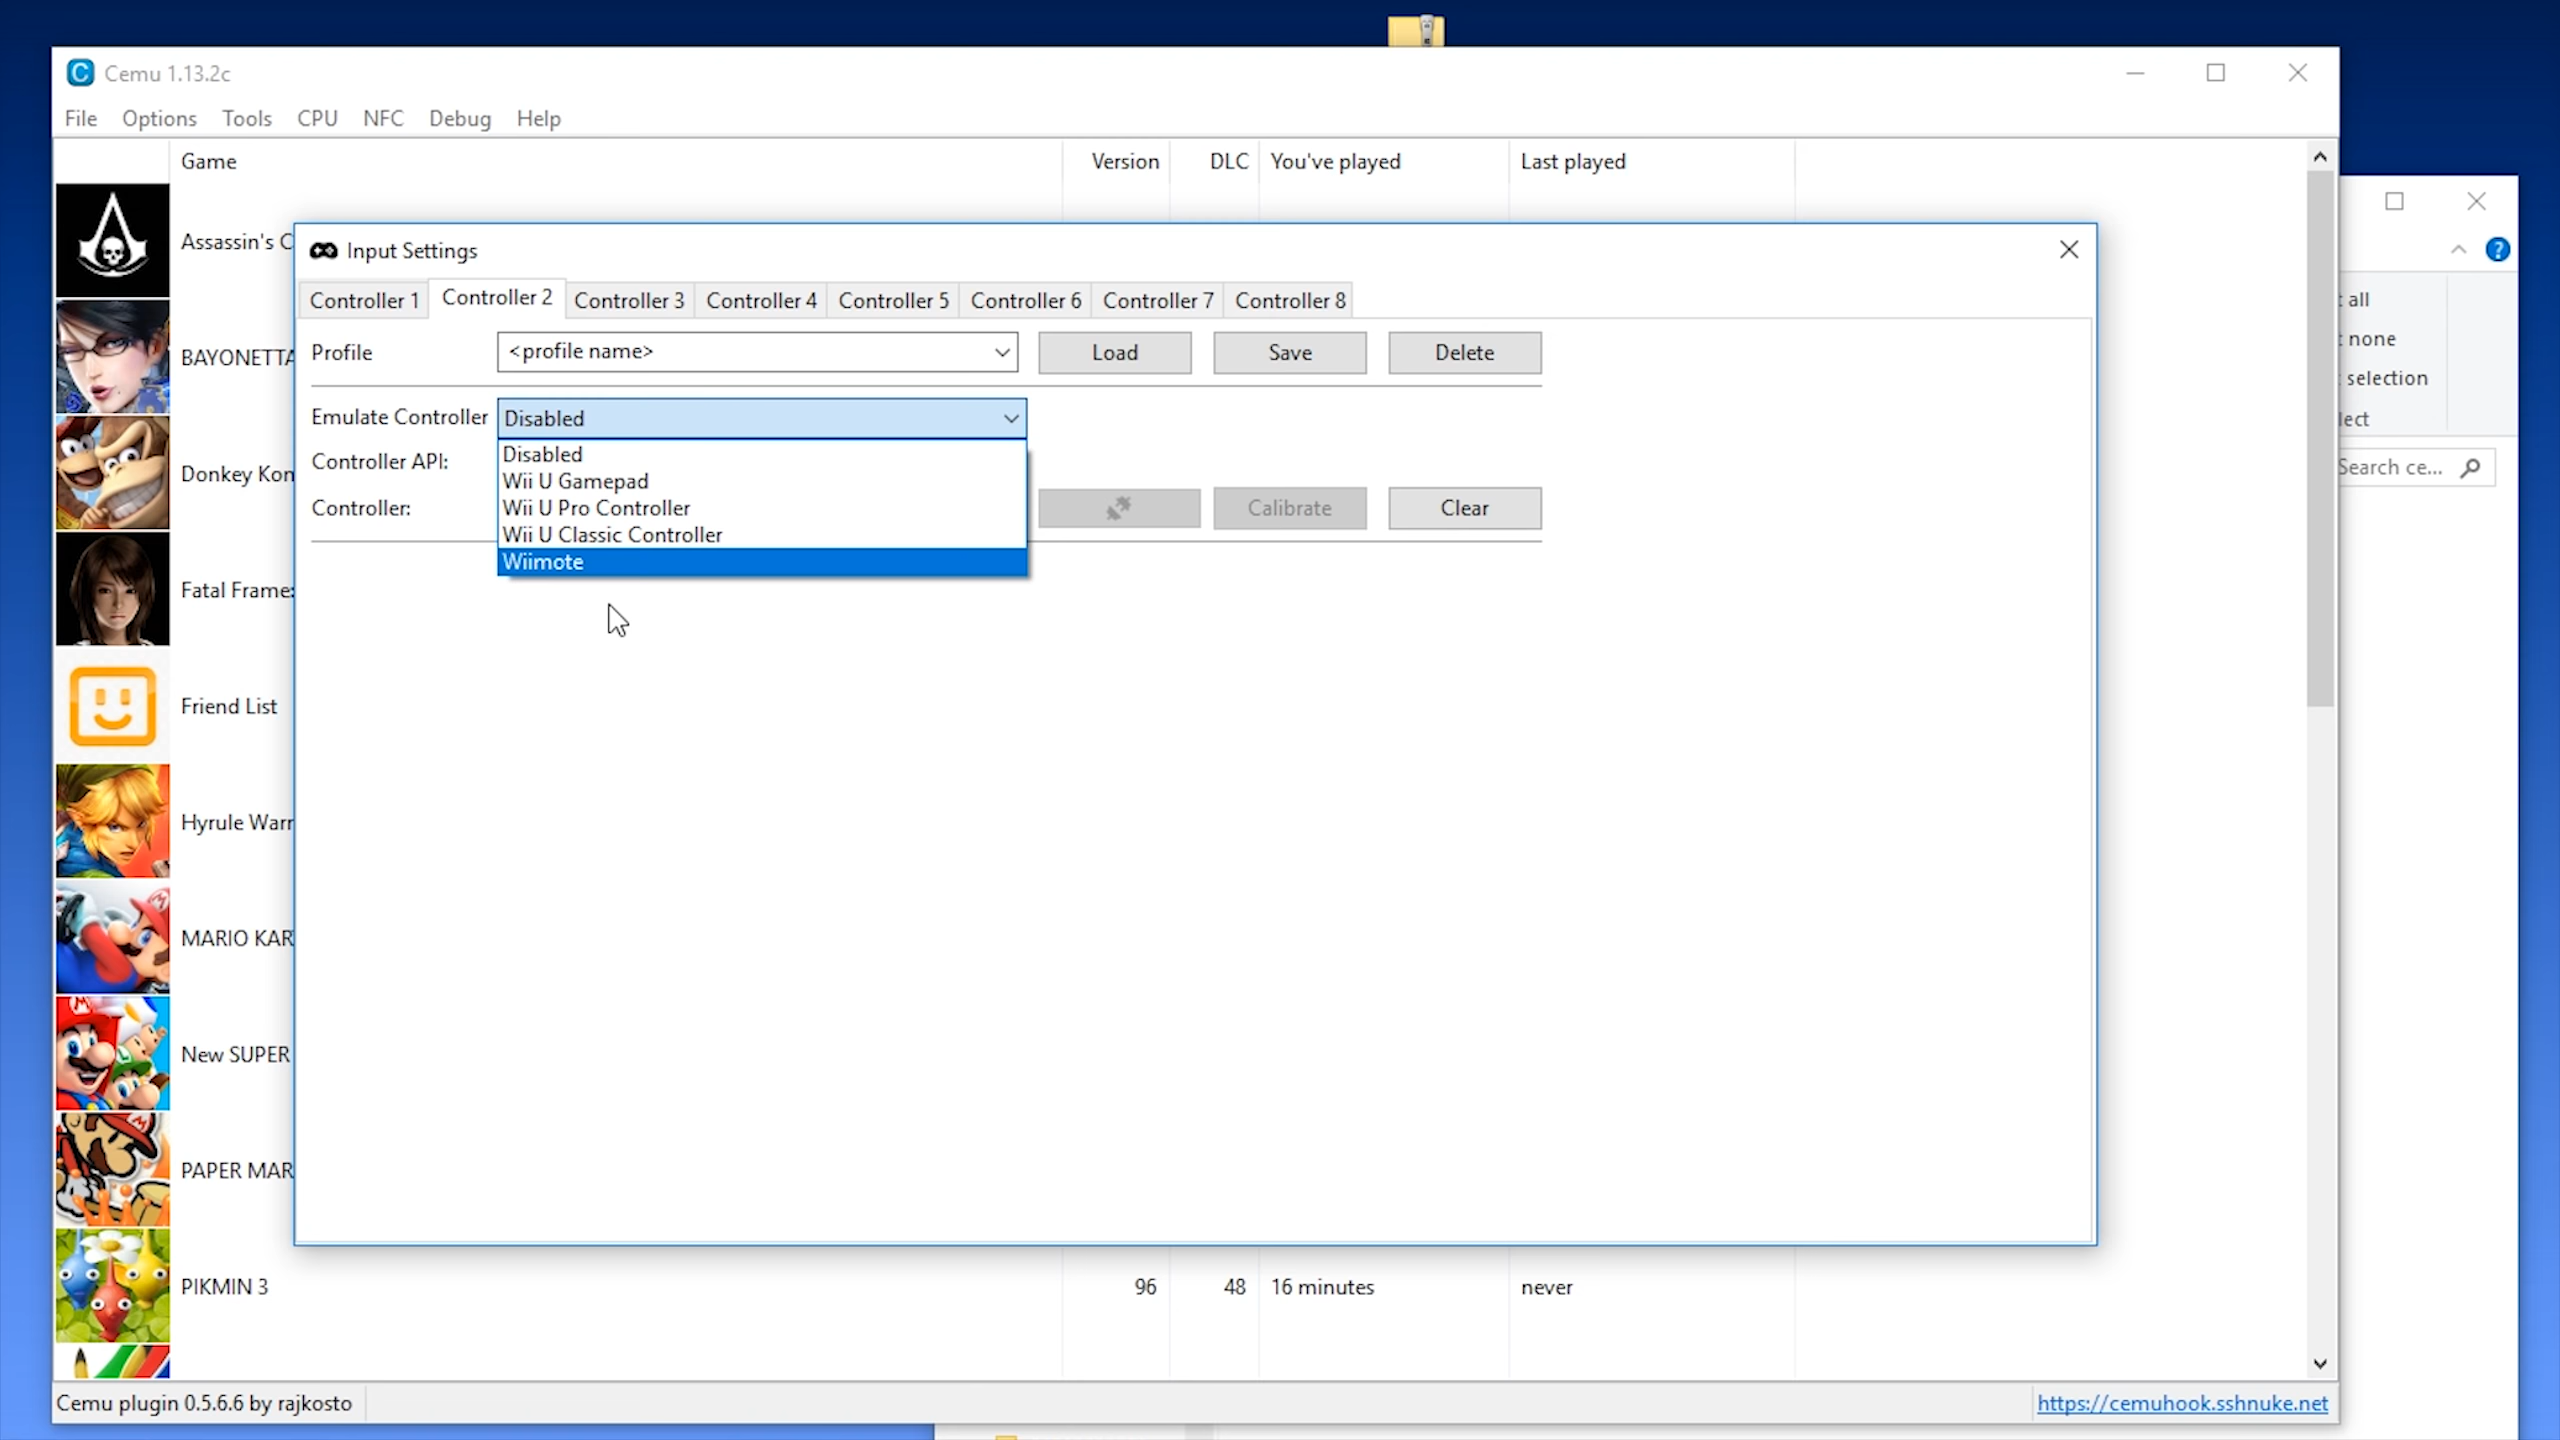 Cemu 1.13.2c
File Options Tools CPU NFC Debug Help
Game Version DLC You've played Last played
Assassin's C
BAYONETTA
Donkey Kon
Fatal Frame:
Friend List
Hyrule Warr
MARIO KAR
New SUPER
PAPER MAR
PIKMIN 3 96 48 16 minutes never
Input Settings
Controller 1 Controller 2 Controller 3 Controller 4 Controller 5 Controller 6 Controller 7 Controller 8
Profile <profile name> Load Save Delete
Emulate Controller Disabled
Disabled
Controller API:
Wii U Gamepad
Wii U Pro Controller
Controller: Calibrate Clear
Wii U Classic Controller
Wiimote
t all
t none
t selection
lect
Search ce...
Cemu plugin 0.5.6.6 by rajkosto
https://cemuhook.sshnuke.net